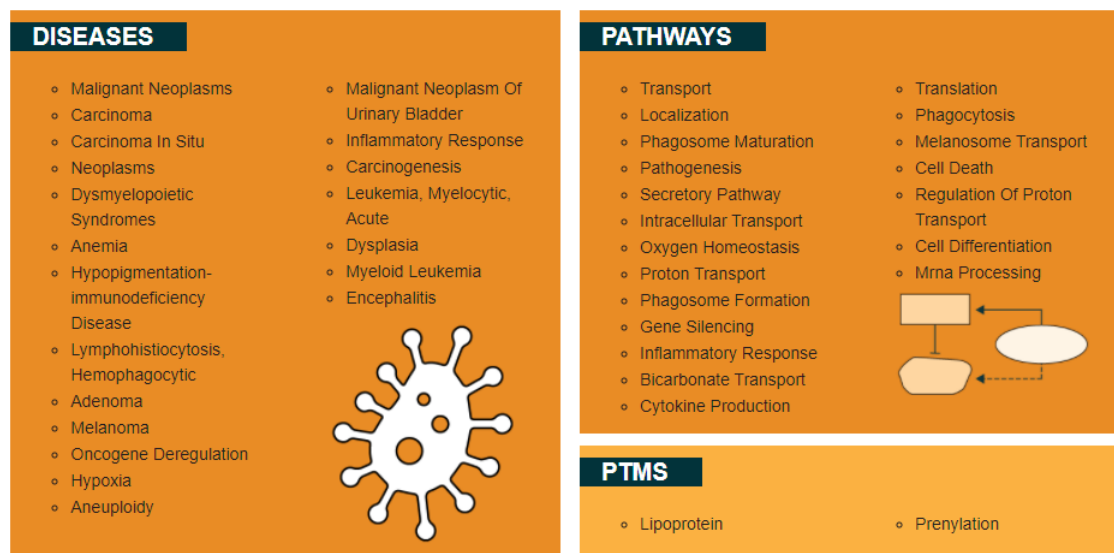 DISEASES
Malignant Neoplasms
Carcinoma
Carcinoma In Situ
Neoplasms
Dysmyelopoietic
Syndromes
Anemia
Hypopigmentation-
immunodeficiency
Disease
Lymphohistiocytosis,
Hemophagocytic
Adenoma
Melanoma
Oncogene Deregulation
Hypoxia
Aneuploidy
Malignant Neoplasm Of
Urinary Bladder
Inflammatory Response
Carcinogenesis
Leukemia, Myelocytic,
Acute
Dysplasia
Myeloid Leukemia
Encephalitis
PATHWAYS
Transport
Localization
Phagosome Maturation
Pathogenesis
Secretory Pathway
Intracellular Transport
Oxygen Homeostasis
Proton Transport
Phagosome Formation
Gene Silencing
Inflammatory Response
Bicarbonate Transport
Cytokine Production
Translation
Phagocytosis
Melanosome Transport
Cell Death
Regulation Of Proton
Transport
Cell Differentiation
Mrna Processing
PTMS
Lipoprotein
Prenylation